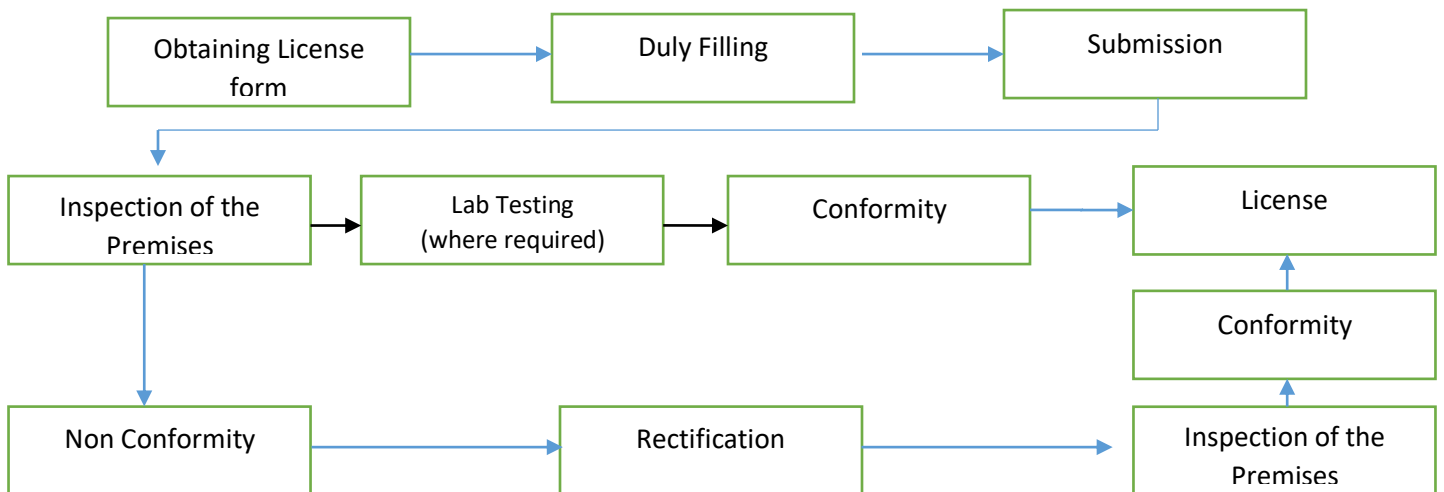 Obtaining License
form
Duly Filling
Submission
Inspection of the
Premises
Lab Testing
(where required)
Conformity
License
Conformity
Non Conformity
Rectification
Inspection of the
Premises